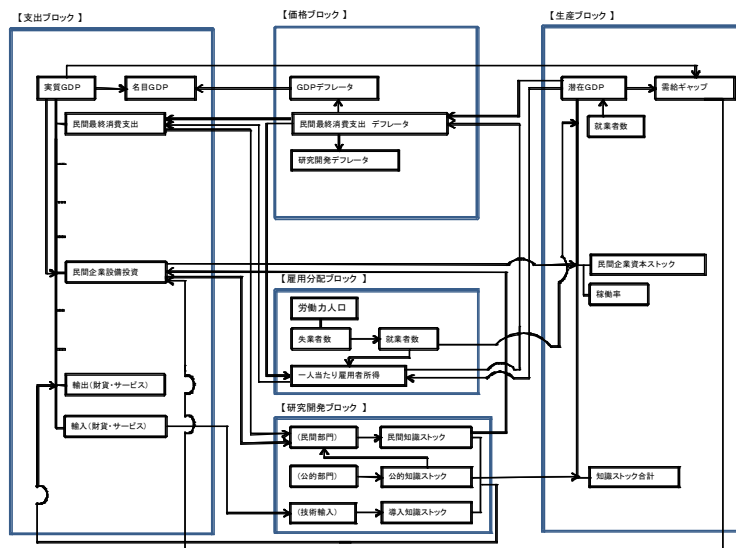 【支出ブロック 】
実質GDP
名目GDP
民間最終消費支出
民間企業設備投資
輸出(財貨・サービス)
輸入(財貨・サービス)
【価格ブロック 】
GDPデフレータ
民間最終消費支出 デフレータ
研究開発デフレータ
【雇用分配ブロック 】
労働力人口
失業者数
就業者数
一人当たり雇用者所得
【研究開発ブロック 】
(民間部門)
民間知識ストック
(公的部門)
公的知識ストック
(技術輸入)
導入知識ストック
【生産ブロック 】
潜在GDP
需給ギャップ
就業者数
民間企業資本ストック
稼働率
知識ストック合計